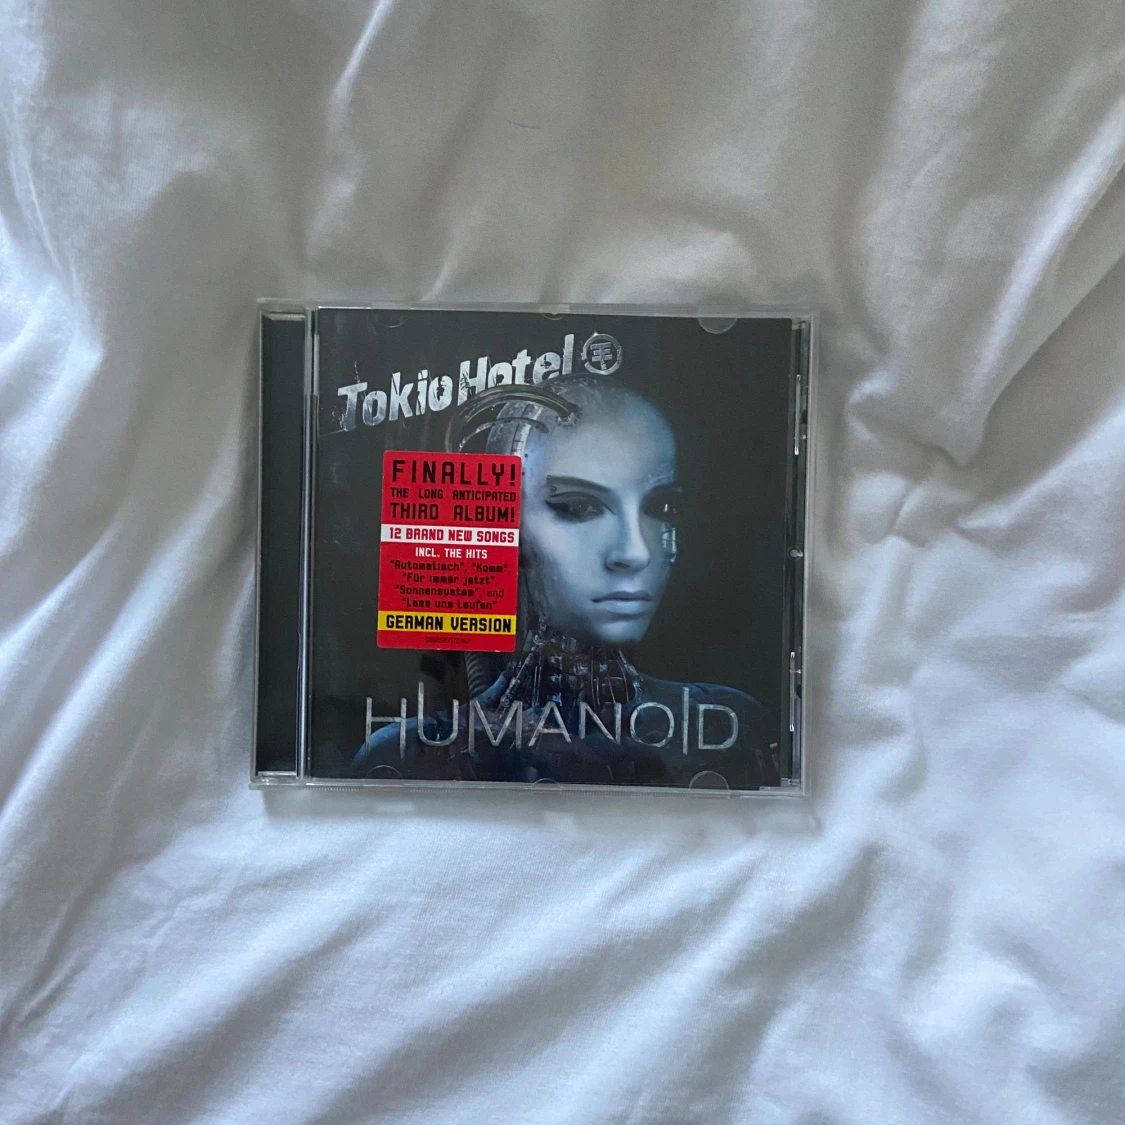 Tokio Hotel
FINALLY!
THE LONG ANTICIPATED
THIRD ALBUM!
12 BRAND NEW SONGS
INCL. THE HITS
"Automatisch", "Komm",
"Für immer jetzt",
"Sonnensystem", and
"Lass uns Laufen"
GERMAN VERSION
HUMANOID